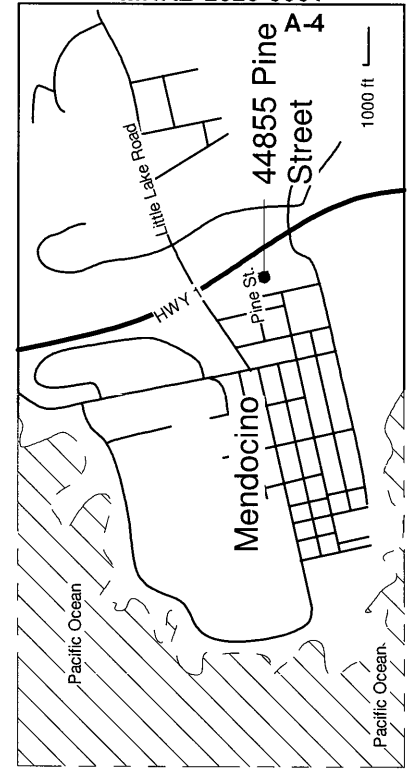 A-4
44855 Pine
Street
1000 ft
Little Lake Road
HWY 1
Pine St.
Mendocino
Pacific Ocean
Pacific Ocean